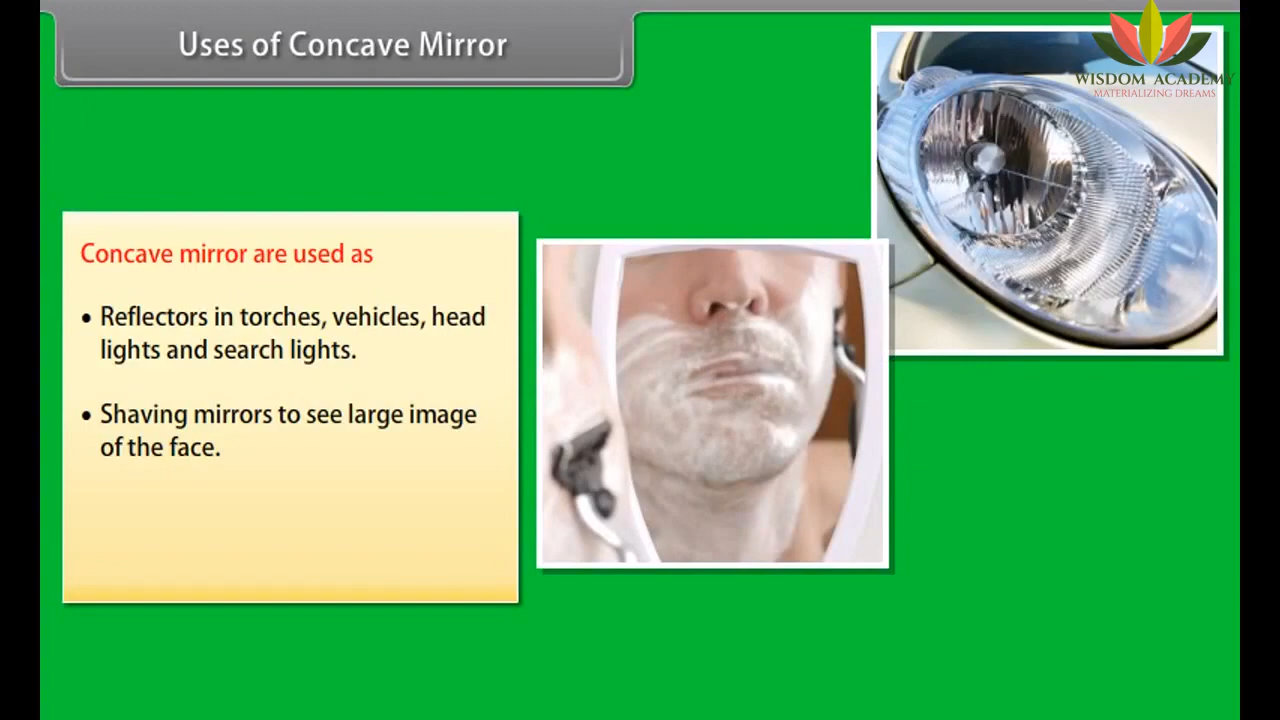 Uses of Concave Mirror
WISDOM ACADEMY
MATERIALIZING DREAMS
Concave mirror are used as
• Reflectors in torches, vehicles, head
lights and search lights.
• Shaving mirrors to see large image
of the face.